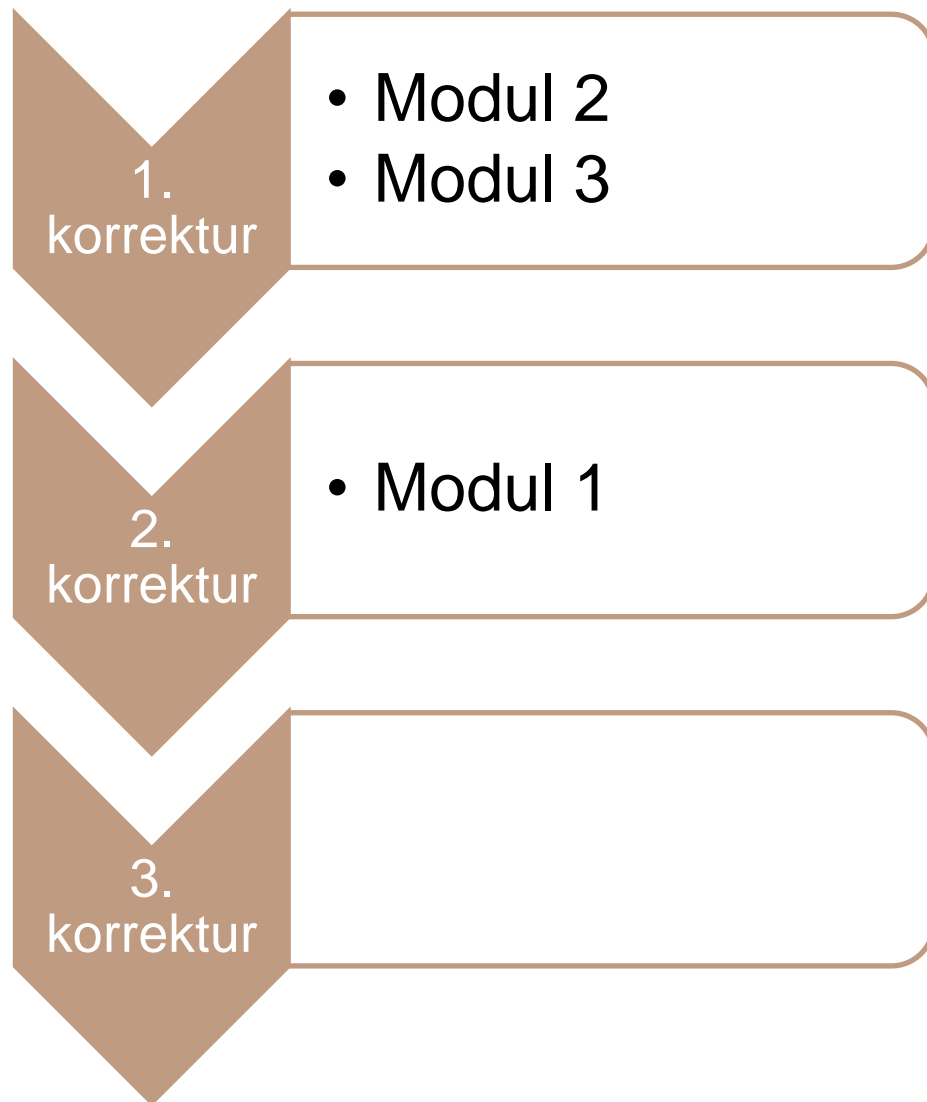 1.
korrektur
• Modul 2
• Modul 3
2.
korrektur
• Modul 1
3.
korrektur